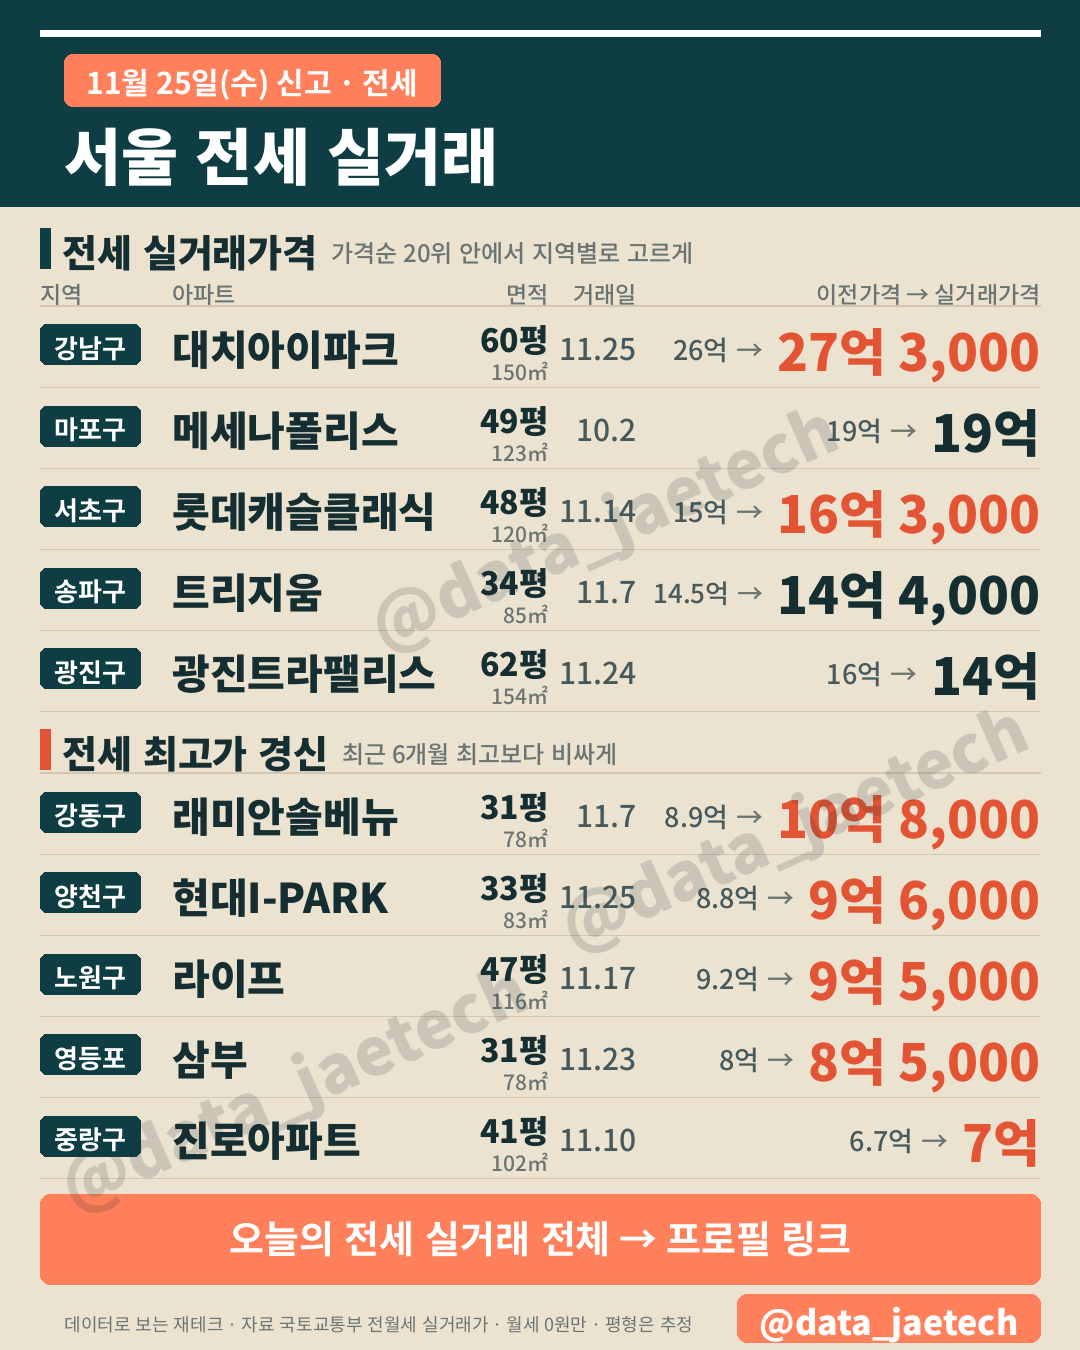 11월 25일(수) 신고 · 전세
서울 전세 실거래
전세 실거래가격 가격순 20위 안에서 지역별로 고르게
지역 아파트 면적 거래일 이전가격 → 실거래가격
강남구 대치아이파크 60평 150㎡ 11.25 26억 → 27억 3,000
마포구 메세나폴리스 49평 123㎡ 10.2 19억 → 19억
서초구 롯데캐슬클래식 48평 120㎡ 11.14 15억 → 16억 3,000
송파구 트리지움 34평 85㎡ 11.7 14.5억 → 14억 4,000
광진구 광진트라팰리스 62평 154㎡ 11.24 16억 → 14억
전세 최고가 경신 최근 6개월 최고보다 비싸게
강동구 래미안솔베뉴 31평 78㎡ 11.7 8.9억 → 10억 8,000
양천구 현대I-PARK 33평 83㎡ 11.25 8.8억 → 9억 6,000
노원구 라이프 47평 116㎡ 11.17 9.2억 → 9억 5,000
영등포 삼부 31평 78㎡ 11.23 8억 → 8억 5,000
중랑구 진로아파트 41평 102㎡ 11.10 6.7억 → 7억
오늘의 전세 실거래 전체 → 프로필 링크
데이터로 보는 재테크 · 자료 국토교통부 전월세 실거래가 · 월세 0원만 · 평형은 추정
@data_jaetech
@data_jaetech
@data_jaetech
@data_jaetech